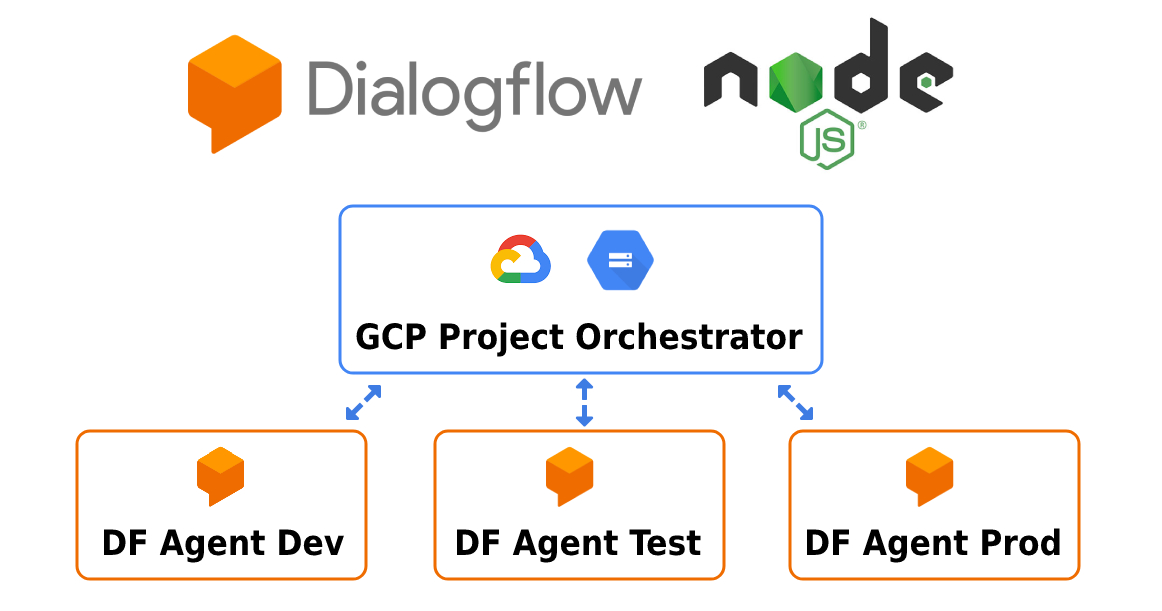 Dialogflow
node
JS®
GCP Project Orchestrator
DF Agent Dev
DF Agent Test
DF Agent Prod